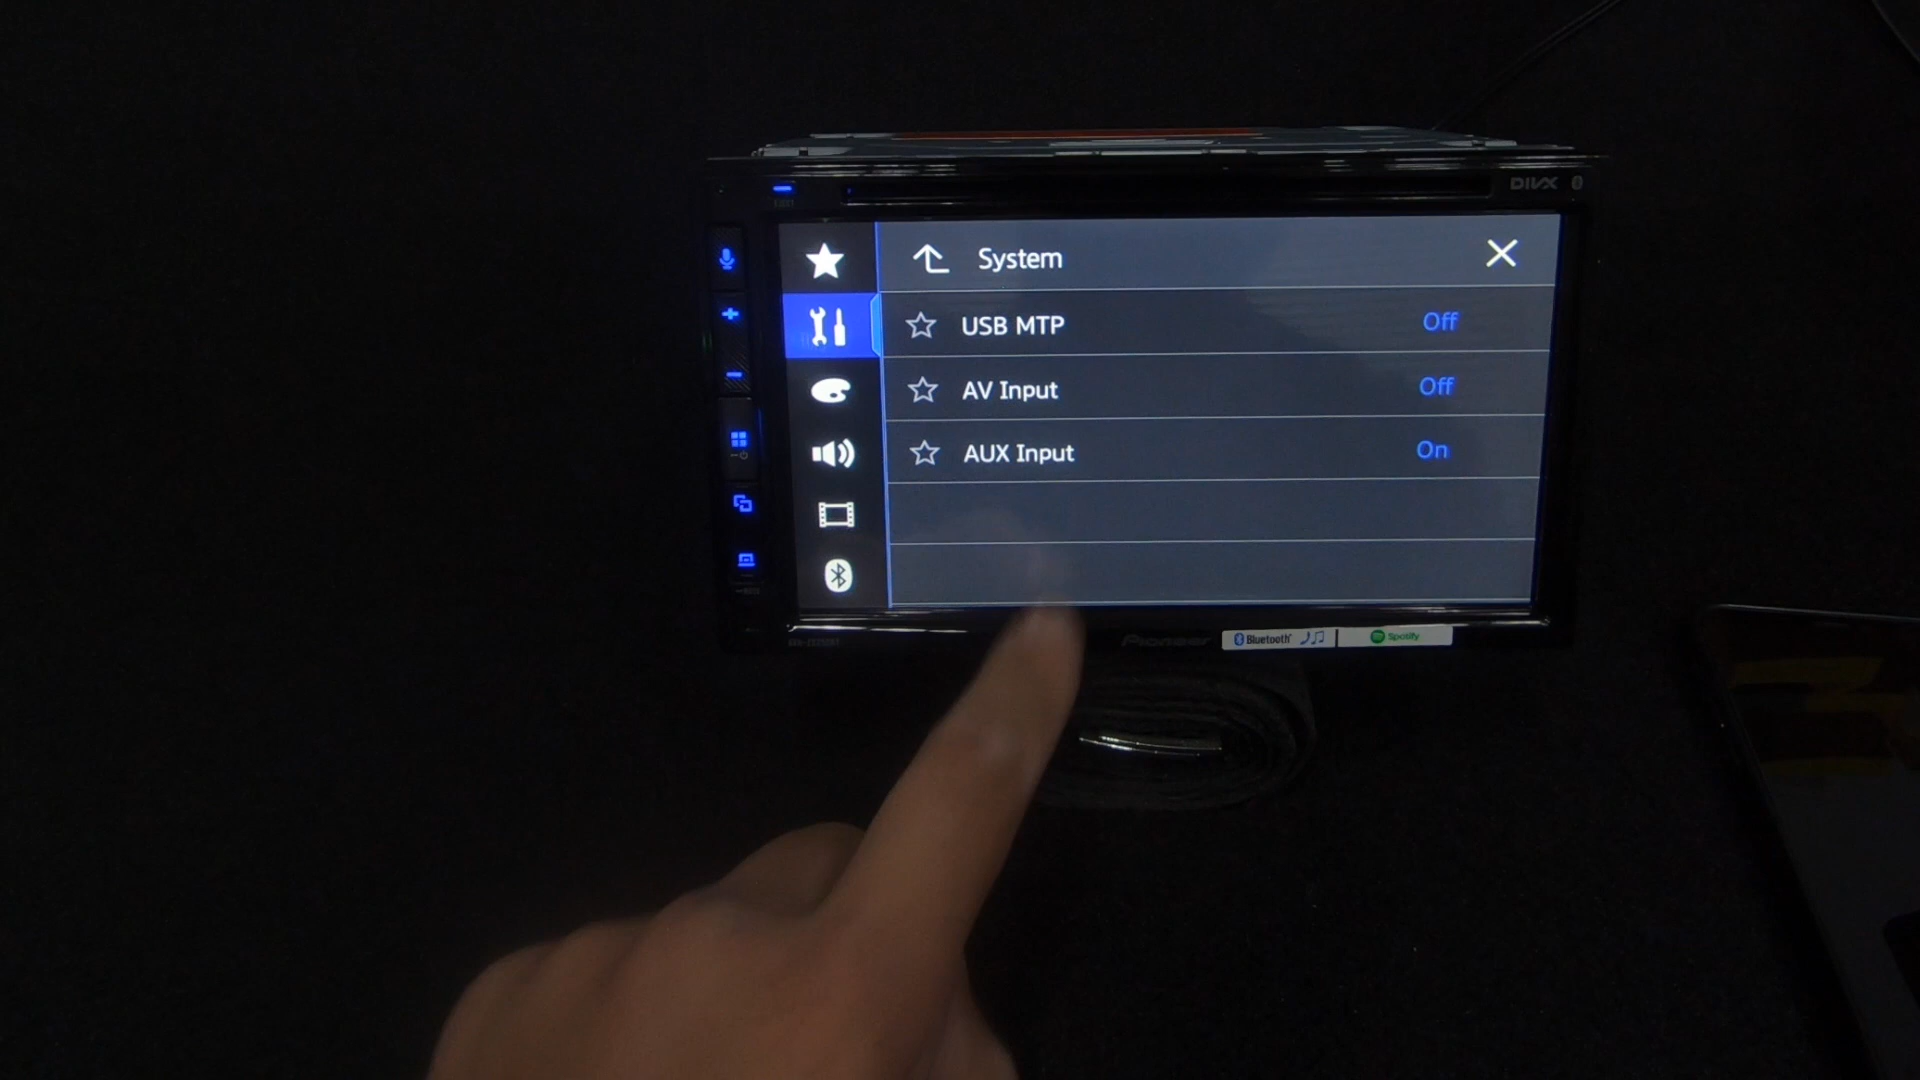 DIVX
System
USB MTP Off
AV Input Off
AUX Input On
Pioneer
Bluetooth
Spotify